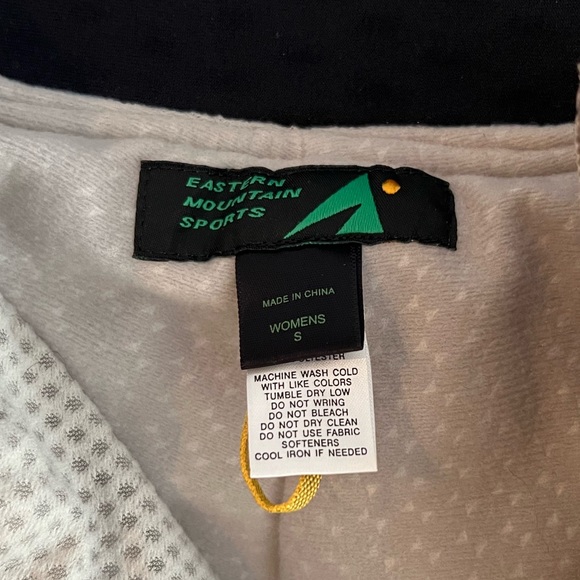 EASTERN
MOUNTAIN
SPORTS
MADE IN CHINA
WOMENS
S
MACHINE WASH COLD
WITH LIKE COLORS
TUMBLE DRY LOW
DO NOT WRING
DO NOT BLEACH
DO NOT DRY CLEAN
DO NOT USE FABRIC
SOFTENERS
COOL IRON IF NEEDED